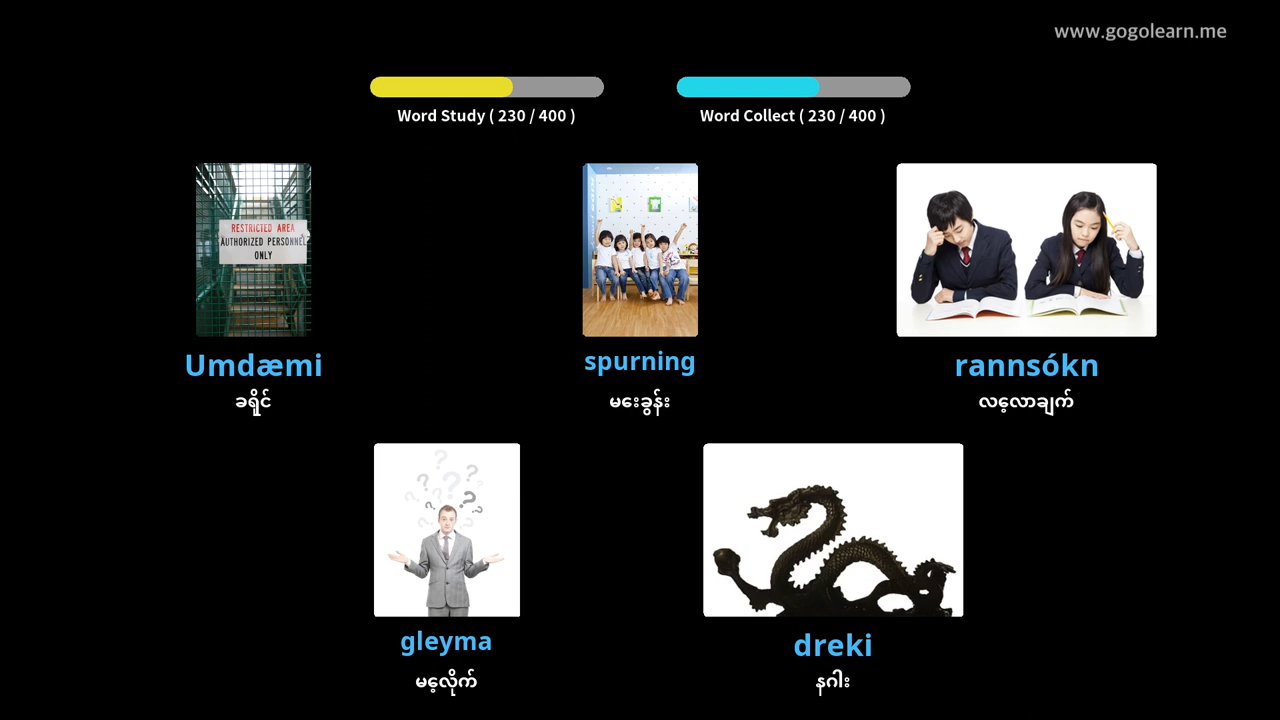 www.gogolearn.me
Word Study ( 230 / 400 )
Word Collect ( 230 / 400 )
RESTRICTED AREA
AUTHORIZED PERSONNEL
ONLY
Umdæmi
ခရိုင်
spurning
မေးခွန်း
rannsókn
လေ့လာချက်
gleyma
မေ့လိုက်
dreki
နဂါး